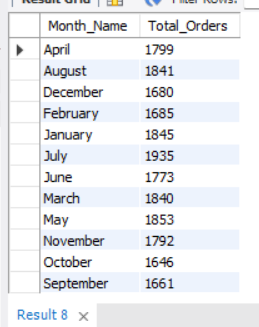 Result Grid Filter Rows:
Month_Name Total_Orders
April 1799
August 1841
December 1680
February 1685
January 1845
July 1935
June 1773
March 1840
May 1853
November 1792
October 1646
September 1661
Result 8 ×